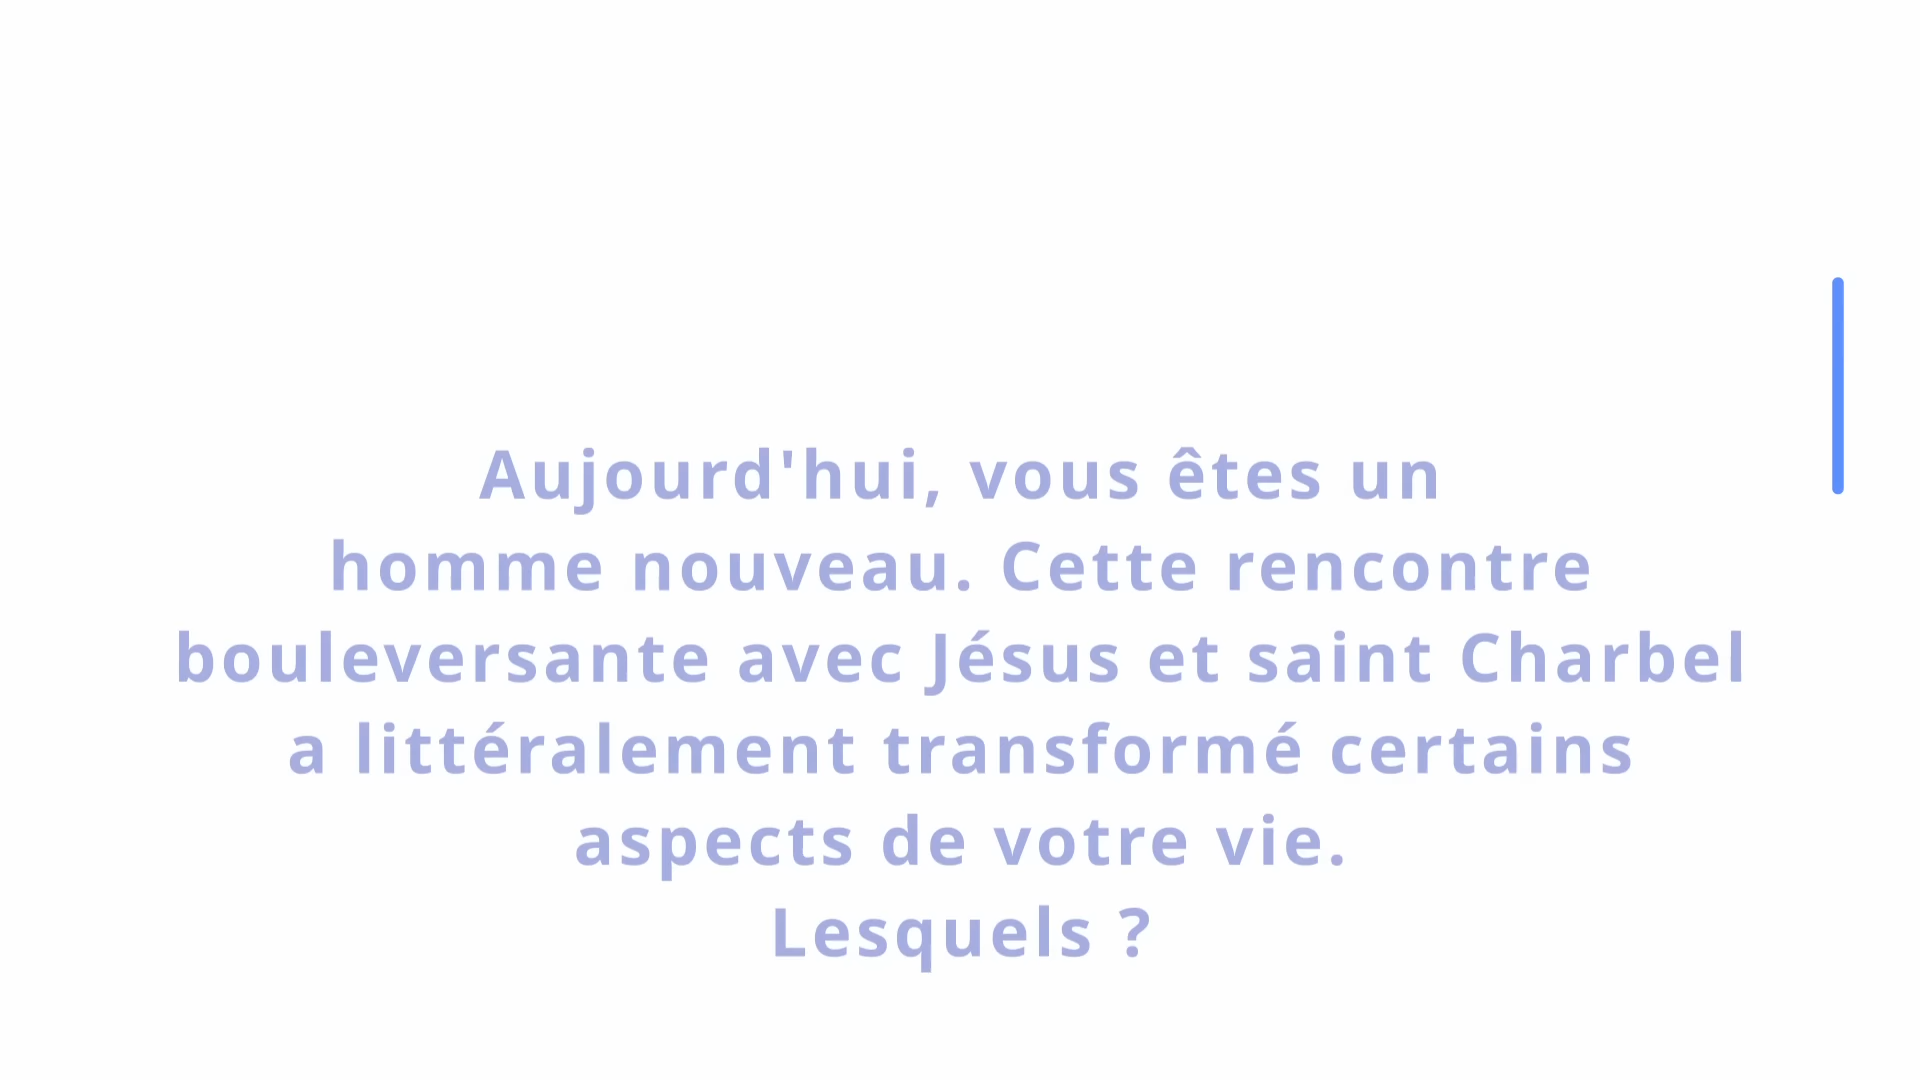 Aujourd'hui, vous êtes un
homme nouveau. Cette rencontre
bouleversante avec Jésus et saint Charbel
a littéralement transformé certains
aspects de votre vie.
Lesquels ?